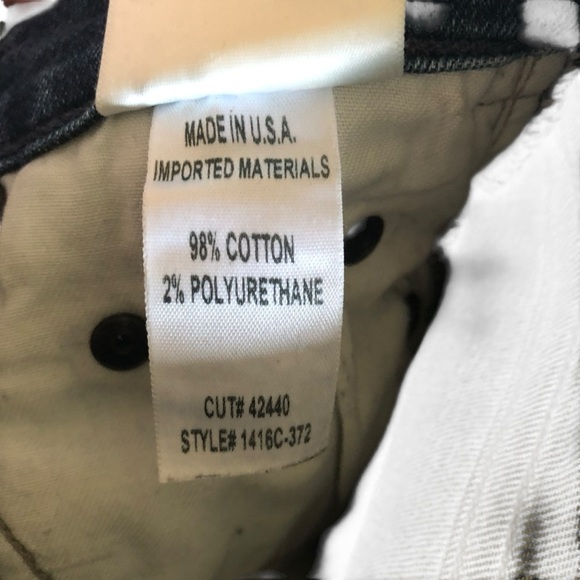 MADE IN U.S.A.
IMPORTED MATERIALS
98% COTTON
2% POLYURETHANE
CUT# 42440
STYLE# 1416C-372